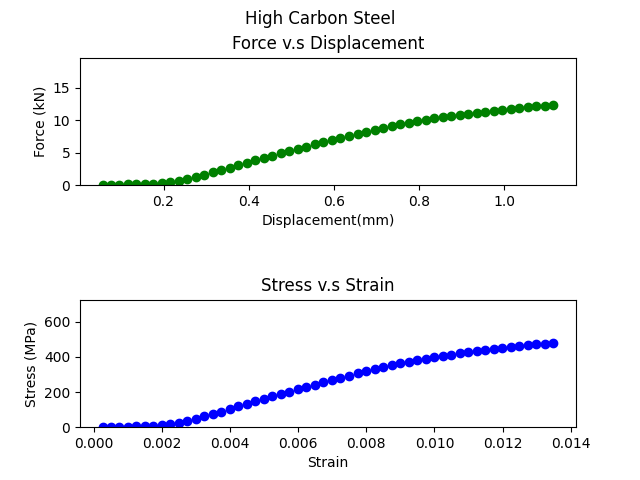 High Carbon Steel
Force v.s Displacement
15
10
5
0
Force (kN)
0.2 0.4 0.6 0.8 1.0
Displacement(mm)
Stress v.s Strain
600
400
200
0
Stress (MPa)
0.000 0.002 0.004 0.006 0.008 0.010 0.012 0.014
Strain